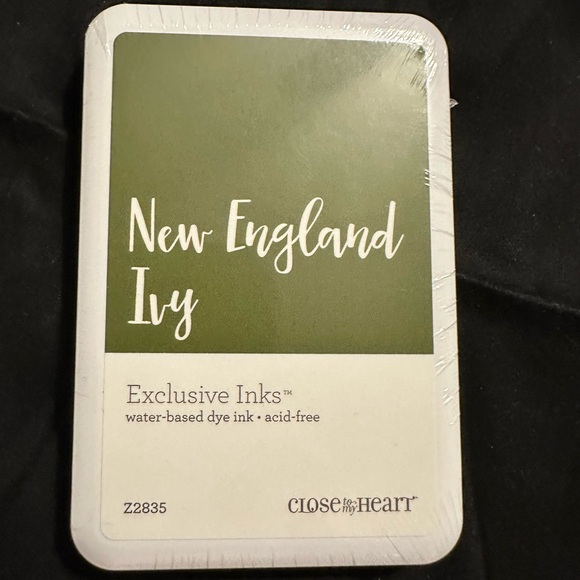 New England
Ivy
Exclusive Inks™
water-based dye ink • acid-free
Z2835
CLOSE to my HEART